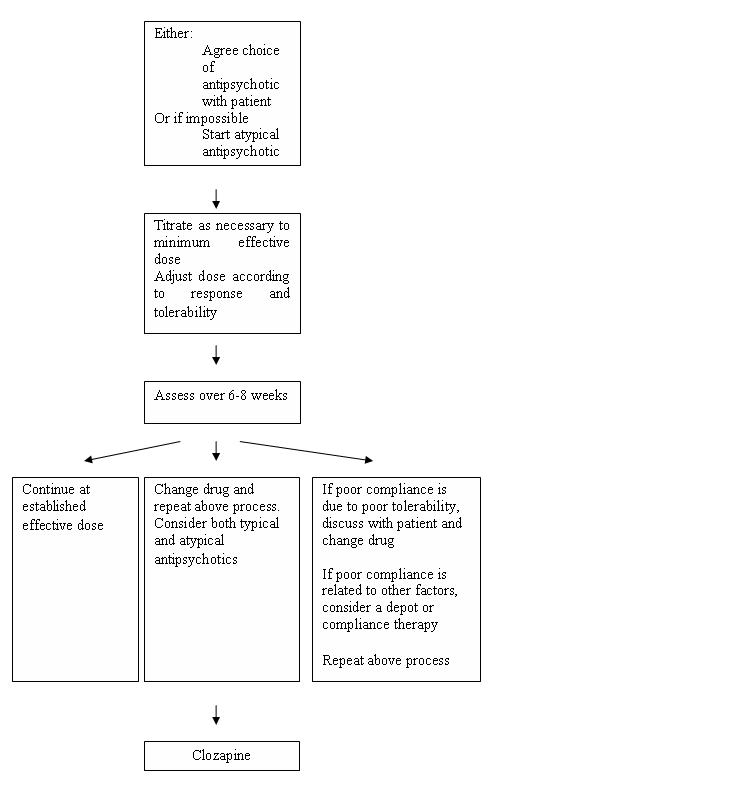 Either:
Agree choice
of
antipsychotic
with patient
Or if impossible
Start atypical
antipsychotic
Titrate as necessary to
minimum effective
dose
Adjust dose according
to response and
tolerability
Assess over 6-8 weeks
Continue at
established
effective dose
Change drug and
repeat above process.
Consider both typical
and atypical
antipsychotics
If poor compliance is
due to poor tolerability,
discuss with patient and
change drug
If poor compliance is
related to other factors,
consider a depot or
compliance therapy
Repeat above process
Clozapine